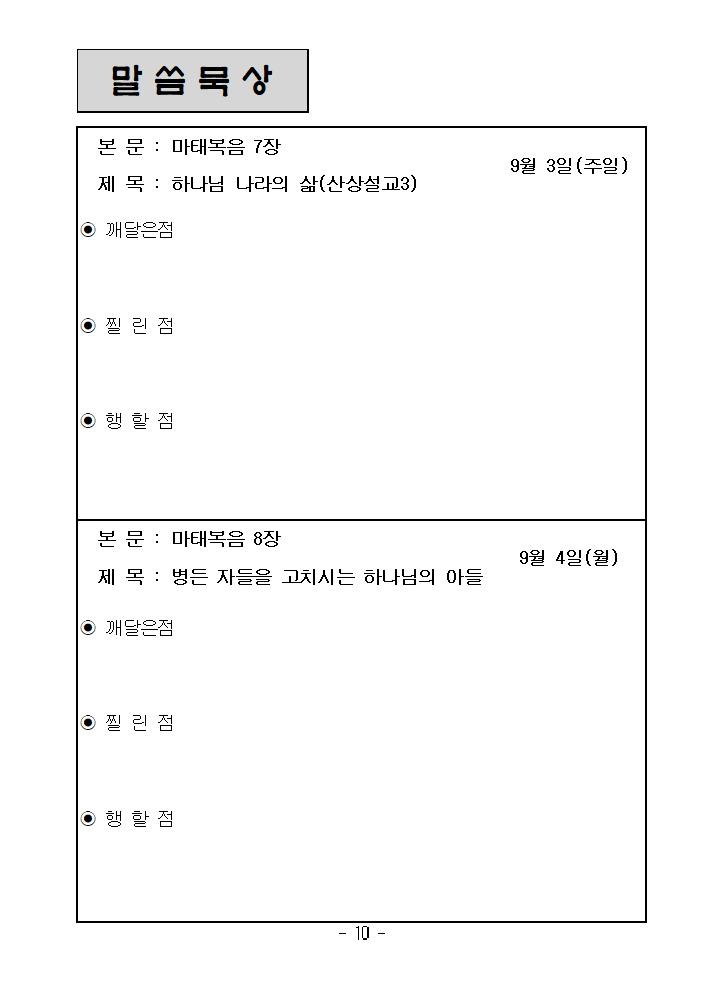 말씀묵상
본 문 : 마태복음 7장
9월 3일(주일)
제 목 : 하나님 나라의 삶(산상설교3)
◉ 깨달은점
◉ 찔 린 점
◉ 행 할 점
본 문 : 마태복음 8장
9월 4일(월)
제 목 : 병든 자들을 고치시는 하나님의 아들
◉ 깨달은점
◉ 찔 린 점
◉ 행 할 점
- 10 -